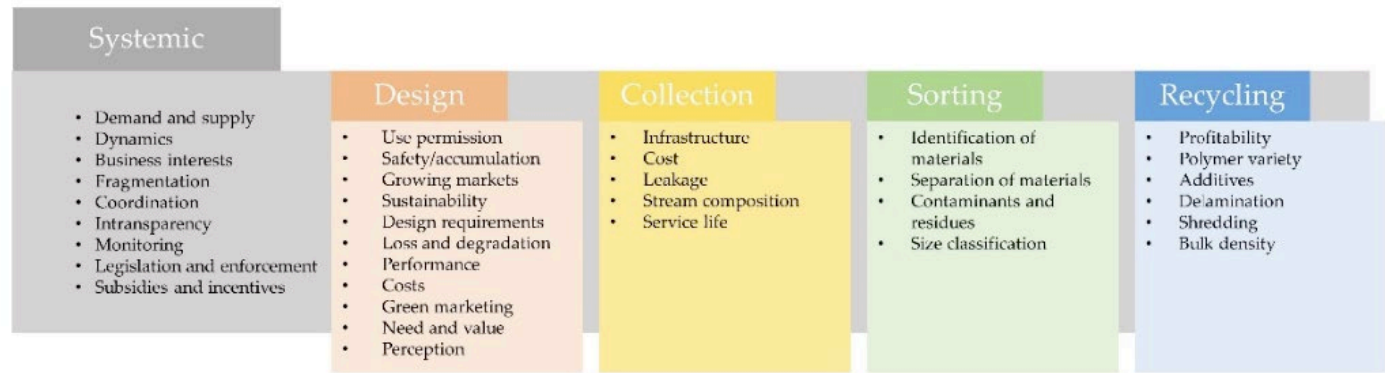 Systemic
• Demand and supply
• Dynamics
• Business interests
• Fragmentation
• Coordination
• Intransparency
• Monitoring
• Legislation and enforcement
• Subsidies and incentives
Design
• Use permission
• Safety/accumulation
• Growing markets
• Sustainability
• Design requirements
• Loss and degradation
• Performance
• Costs
• Green marketing
• Need and value
• Perception
Collection
• Infrastructure
• Cost
• Leakage
• Stream composition
• Service life
Sorting
• Identification of
materials
• Separation of materials
• Contaminants and
residues
• Size classification
Recycling
• Profitability
• Polymer variety
• Additives
• Delamination
• Shredding
• Bulk density